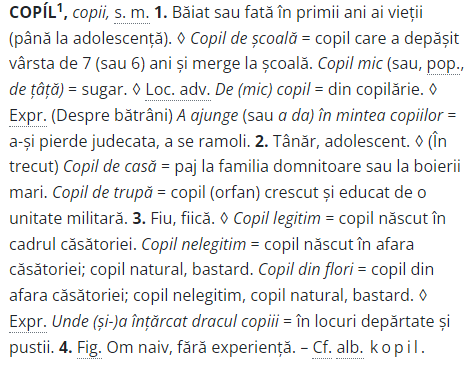 COPÍL¹, copii, s. m. 1. Băiat sau fată în primii ani ai vieții
(până la adolescență). ◊ Copil de școală = copil care a depășit
vârsta de 7 (sau 6) ani și merge la școală. Copil mic (sau, pop.,
de țâță) = sugar. ◊ Loc. adv. De (mic) copil = din copilărie. ◊
Expr. (Despre bătrâni) A ajunge (sau a da) în mintea copiilor =
a-și pierde judecata, a se ramoli. 2. Tânăr, adolescent. ◊ (În
trecut) Copil de casă = paj la familia domnitoare sau la boierii
mari. Copil de trupă = copil (orfan) crescut și educat de o
unitate militară. 3. Fiu, fiică. ◊ Copil legitim = copil născut în
cadrul căsătoriei. Copil nelegitim = copil născut în afara
căsătoriei; copil natural, bastard. Copil din flori = copil din
afara căsătoriei; copil nelegitim, copil natural, bastard. ◊
Expr. Unde (și-)a înțărcat dracul copiii = în locuri depărtate și
pustii. 4. Fig. Om naiv, fără experiență. – Cf. alb. kopil.